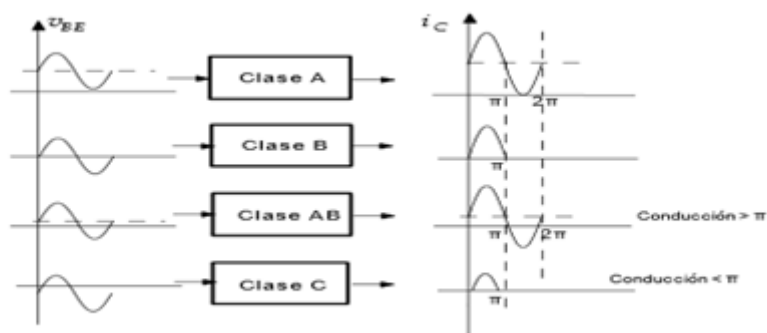 v_BE
i_C
Clase A
π
2π
Clase B
π
Clase AB
π
2π
Conducción > π
Clase C
π
Conducción < π